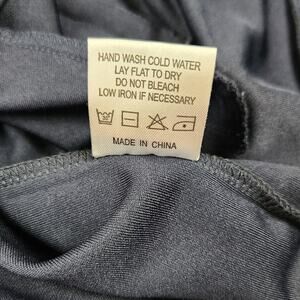 HAND WASH COLD WATER
LAY FLAT TO DRY
DO NOT BLEACH
LOW IRON IF NECESSARY
MADE IN CHINA